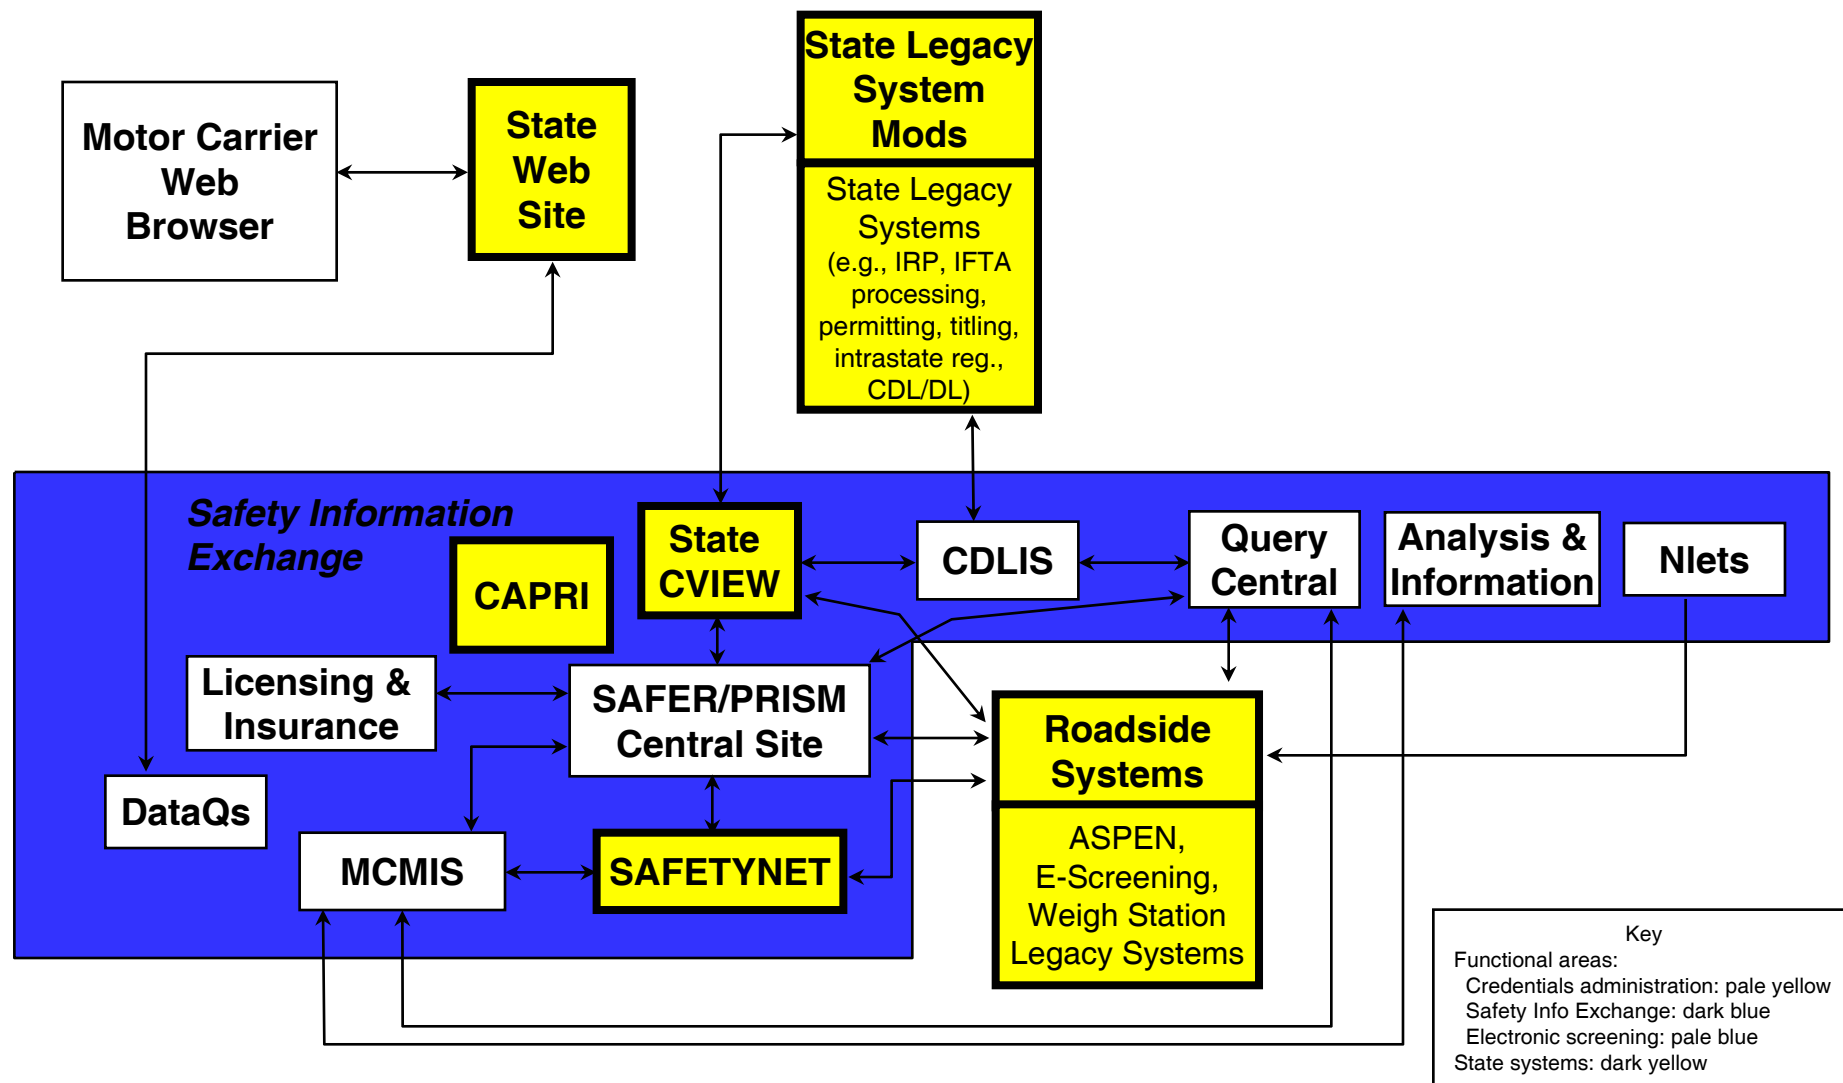 Motor Carrier
Web
Browser
State
Web
Site
State Legacy
System
Mods
State Legacy
Systems
(e.g., IRP, IFTA
processing,
permitting, titling,
intrastate reg.,
CDL/DL)
Safety Information
Exchange
CAPRI
State
CVIEW
CDLIS
Query
Central
Analysis &
Information
Nlets
Licensing &
Insurance
SAFER/PRISM
Central Site
Roadside
Systems
ASPEN,
E-Screening,
Weigh Station
Legacy Systems
DataQs
MCMIS
SAFETYNET
Key
Functional areas:
Credentials administration: pale yellow
Safety Info Exchange: dark blue
Electronic screening: pale blue
State systems: dark yellow